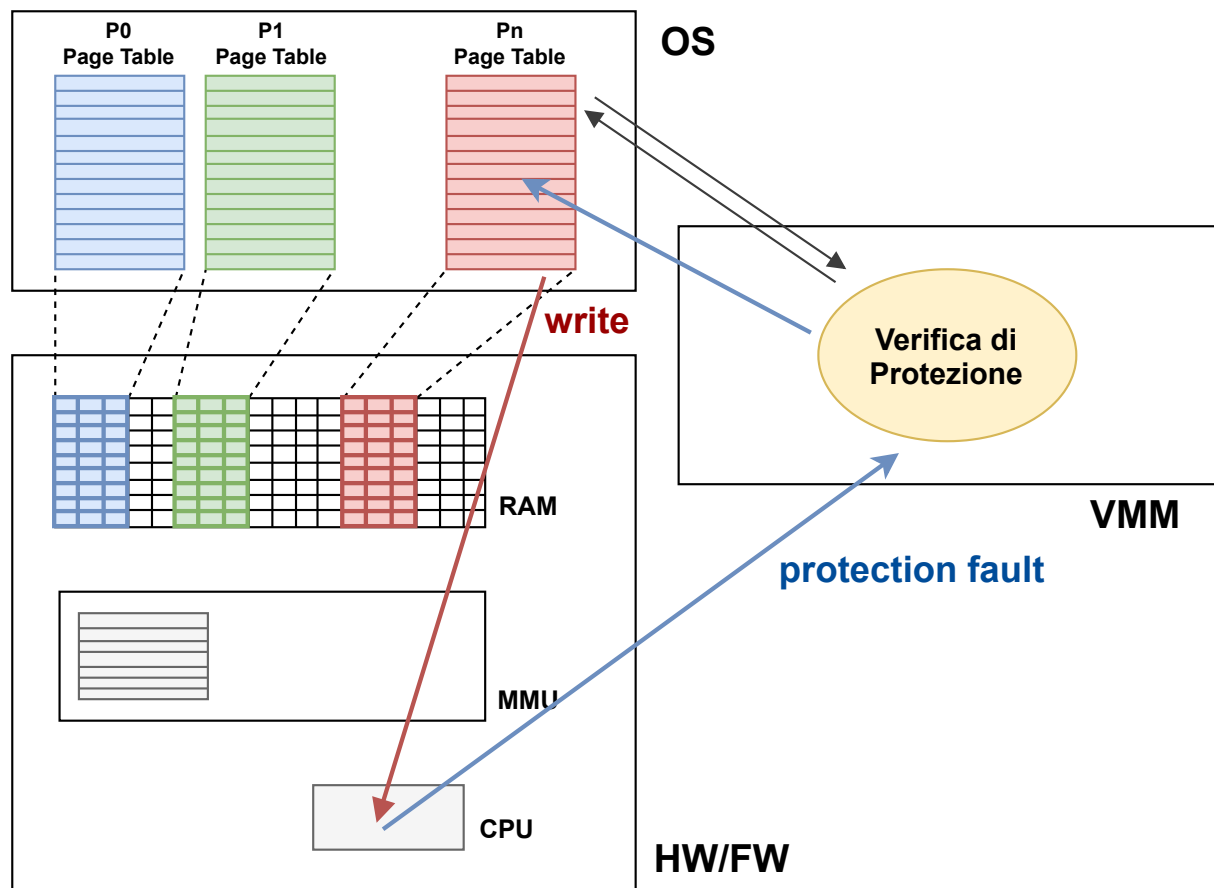 P0
Page Table
P1
Page Table
Pn
Page Table
OS
write
Verifica di
Protezione
RAM
VMM
protection fault
MMU
CPU
HW/FW